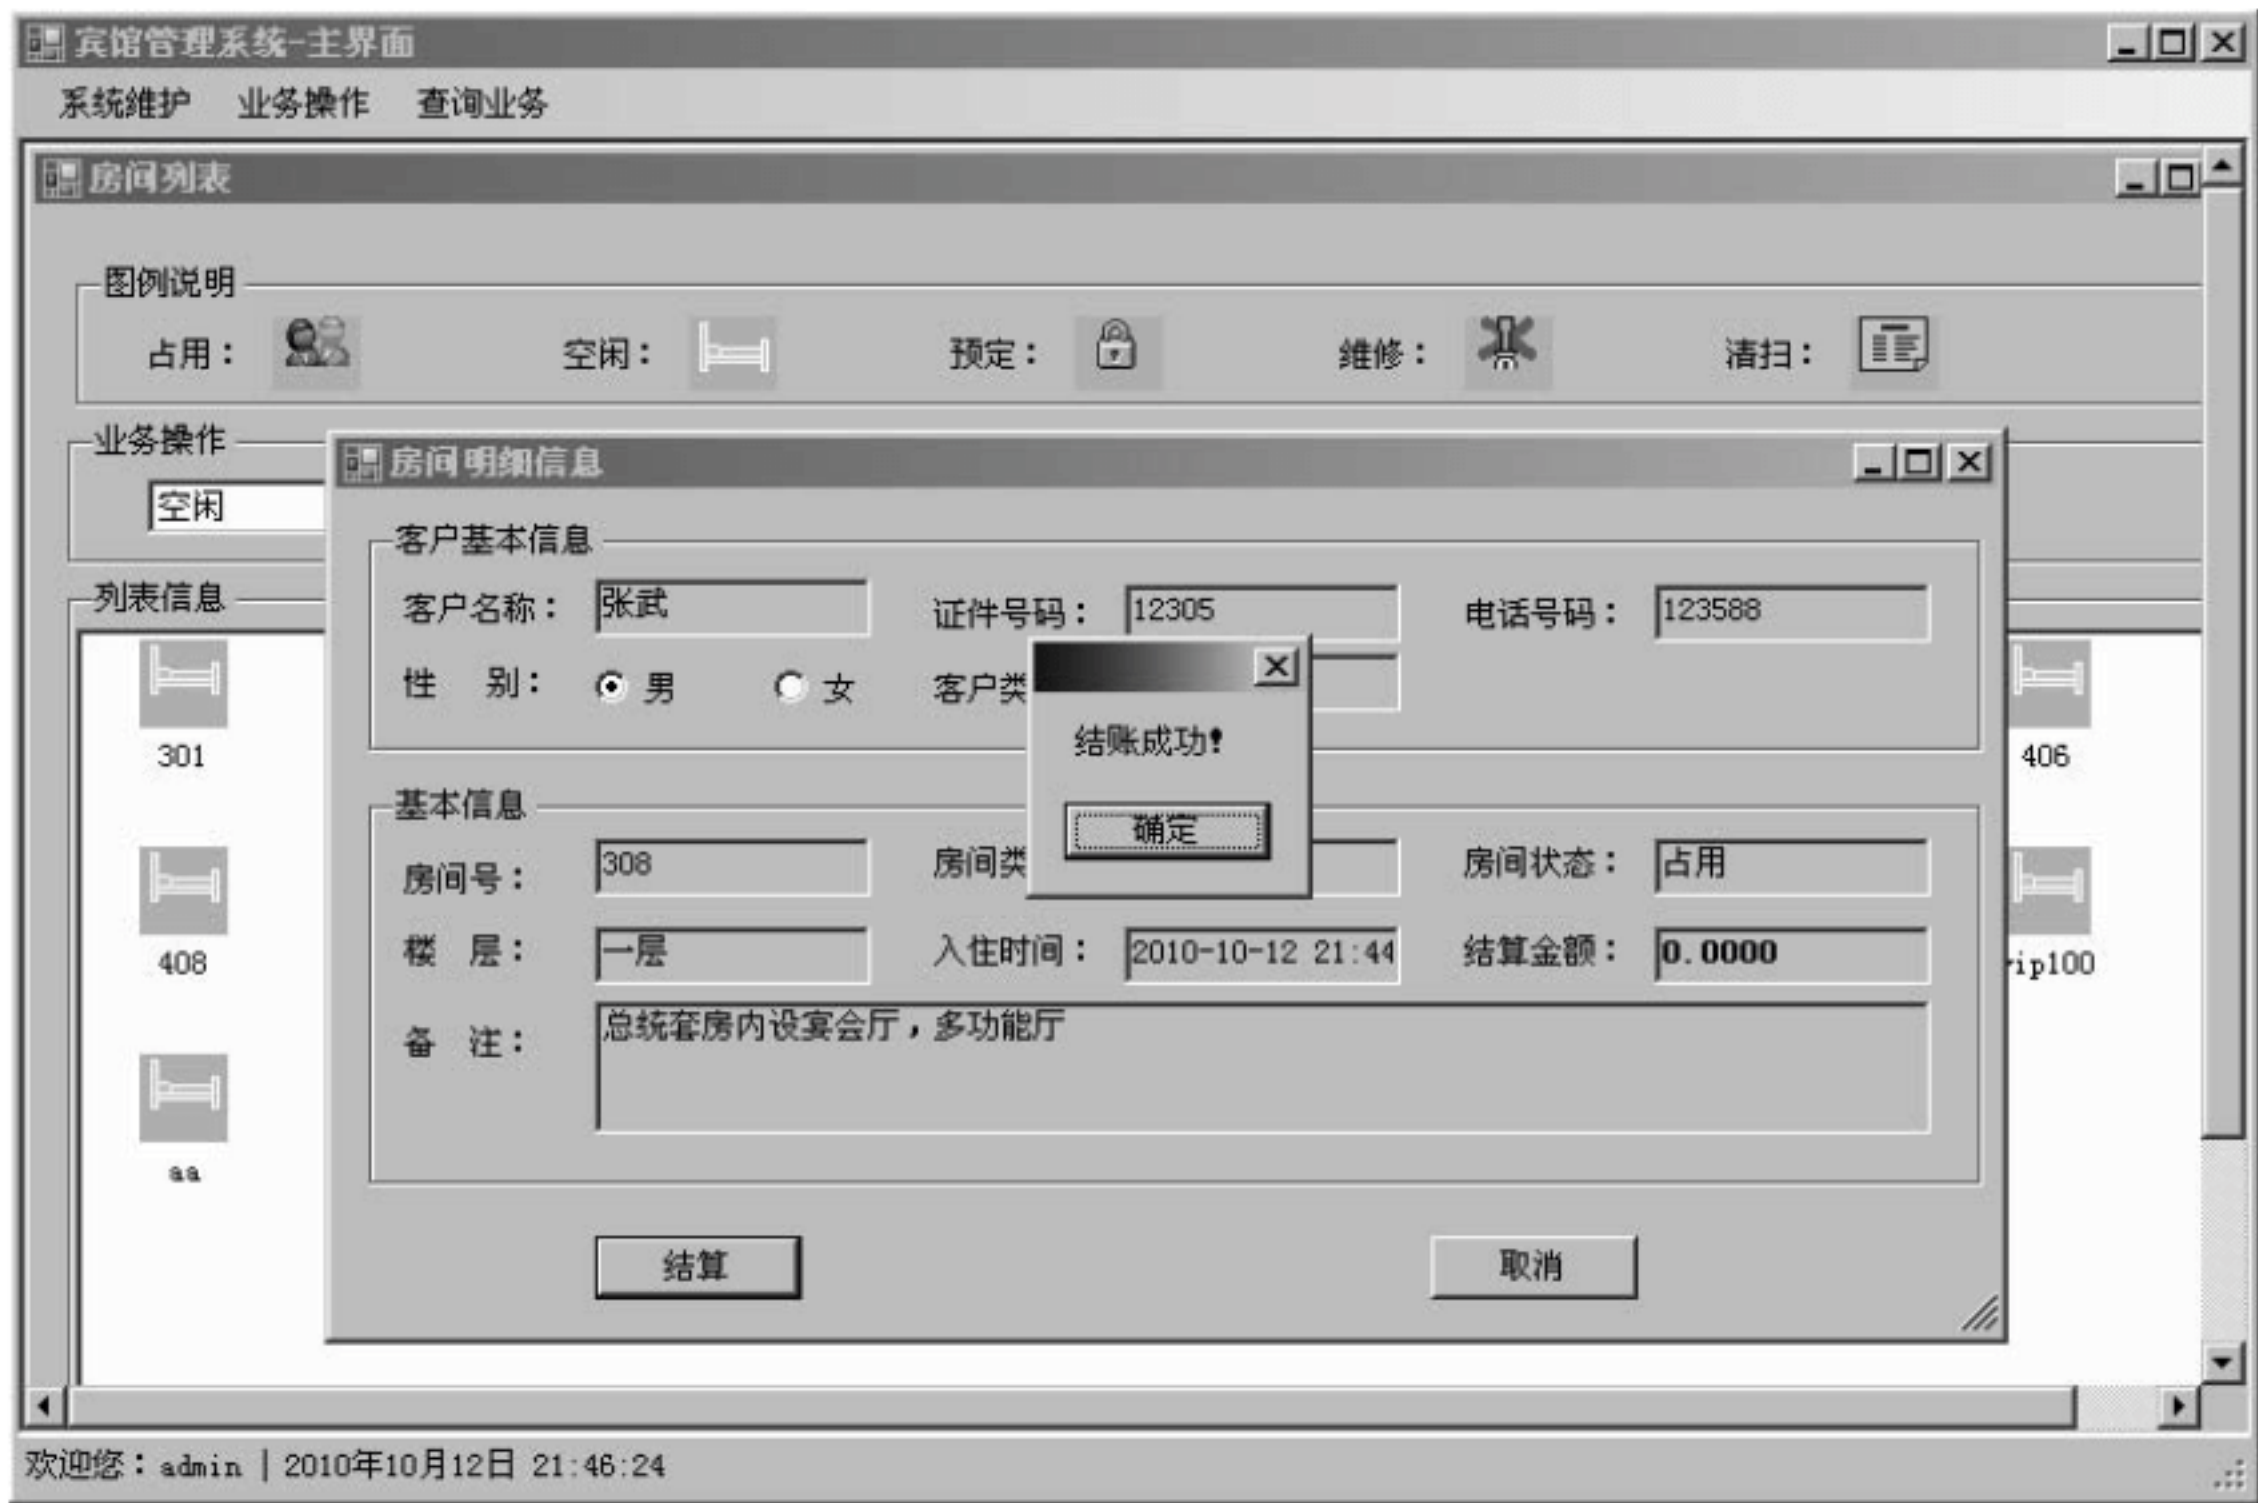 宾馆管理系统-主界面
系统维护 业务操作 查询业务
房间列表
图例说明
占用： 空闲： 预定： 维修： 清扫：
业务操作
空闲
房间明细信息
客户基本信息
客户名称： 张武 证件号码： 12305 电话号码： 123588
性 别： 男 女 客户类
结账成功!
确定
基本信息
房间号： 308 房间类 房间状态： 占用
楼 层： 一层 入住时间： 2010-10-12 21:44 结算金额： 0.0000
备 注： 总统套房内设宴会厅，多功能厅
结算 取消
列表信息
301 406
408 vip100
aa
欢迎您：admin | 2010年10月12日 21:46:24